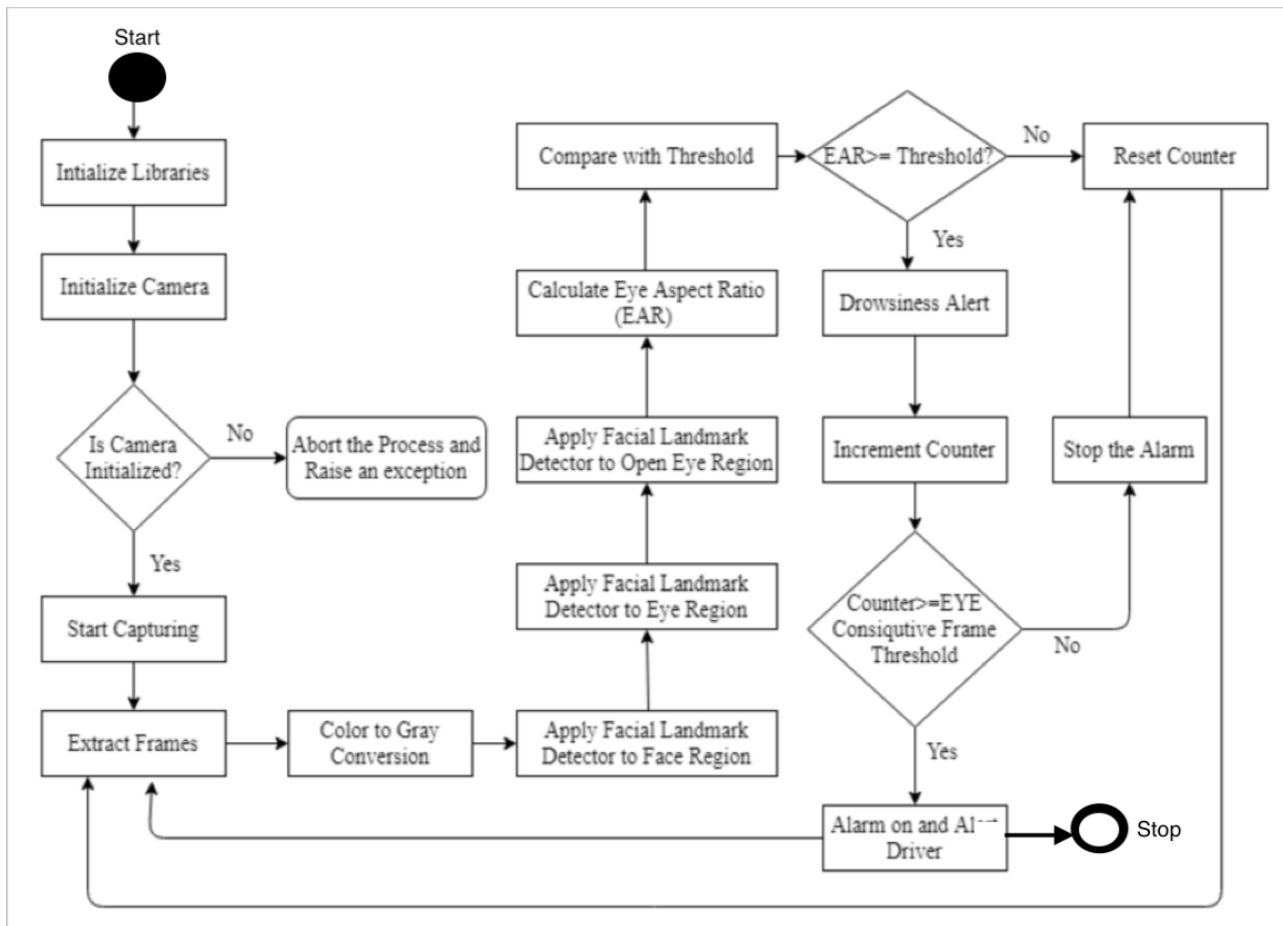 Start
Intialize Libraries
Initialize Camera
Is Camera
Initialized?
No
Abort the Process and
Raise an exception
Yes
Start Capturing
Extract Frames
Color to Gray
Conversion
Apply Facial Landmark
Detector to Face Region
Apply Facial Landmark
Detector to Eye Region
Apply Facial Landmark
Detector to Open Eye Region
Calculate Eye Aspect Ratio
(EAR)
Compare with Threshold
EAR>= Threshold?
No
Reset Counter
Yes
Drowsiness Alert
Increment Counter
Counter>=EYE
Consiqutive Frame
Threshold
No
Stop the Alarm
Yes
Alarm on and
Driver
Stop